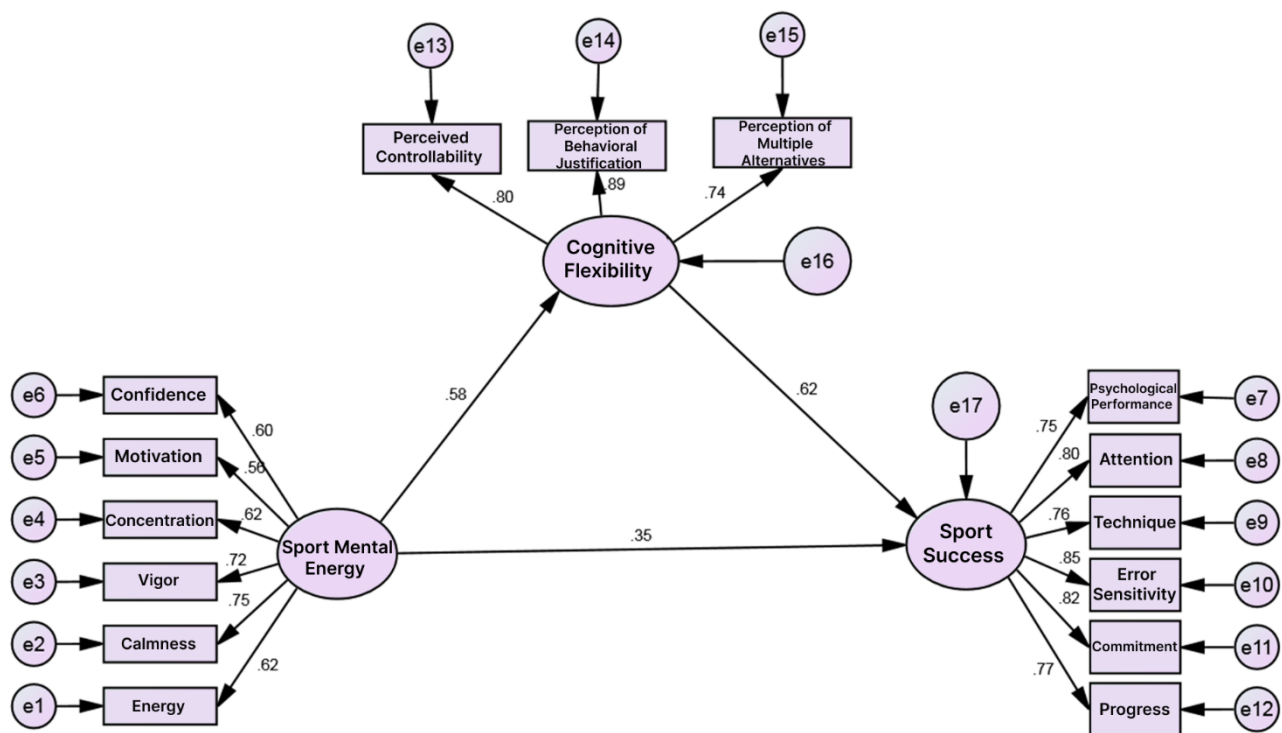 e13
e14
e15
Perceived
Controllability
Perception of
Behavioral
Justification
Perception of
Multiple
Alternatives
.80
.89
.74
Cognitive
Flexibility
e16
.58
.62
e17
e6
Confidence
.60
e5
Motivation
.56
e4
Concentration
.62
e3
Vigor
.72
e2
Calmness
.75
e1
Energy
.62
Sport Mental
Energy
.35
Sport
Success
.75
Psychological
Performance
e7
.80
Attention
e8
.76
Technique
e9
.85
Error
Sensitivity
e10
.82
Commitment
e11
.77
Progress
e12